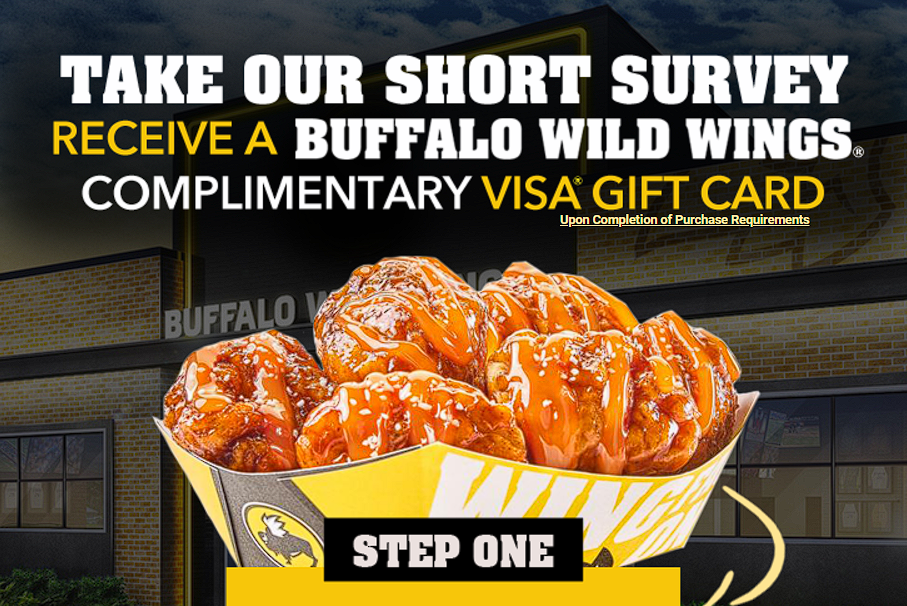 TAKE OUR SHORT SURVEY
RECEIVE A BUFFALO WILD WINGS®
COMPLIMENTARY VISA® GIFT CARD
Upon Completion of Purchase Requirements
BUFFALO
STEP ONE